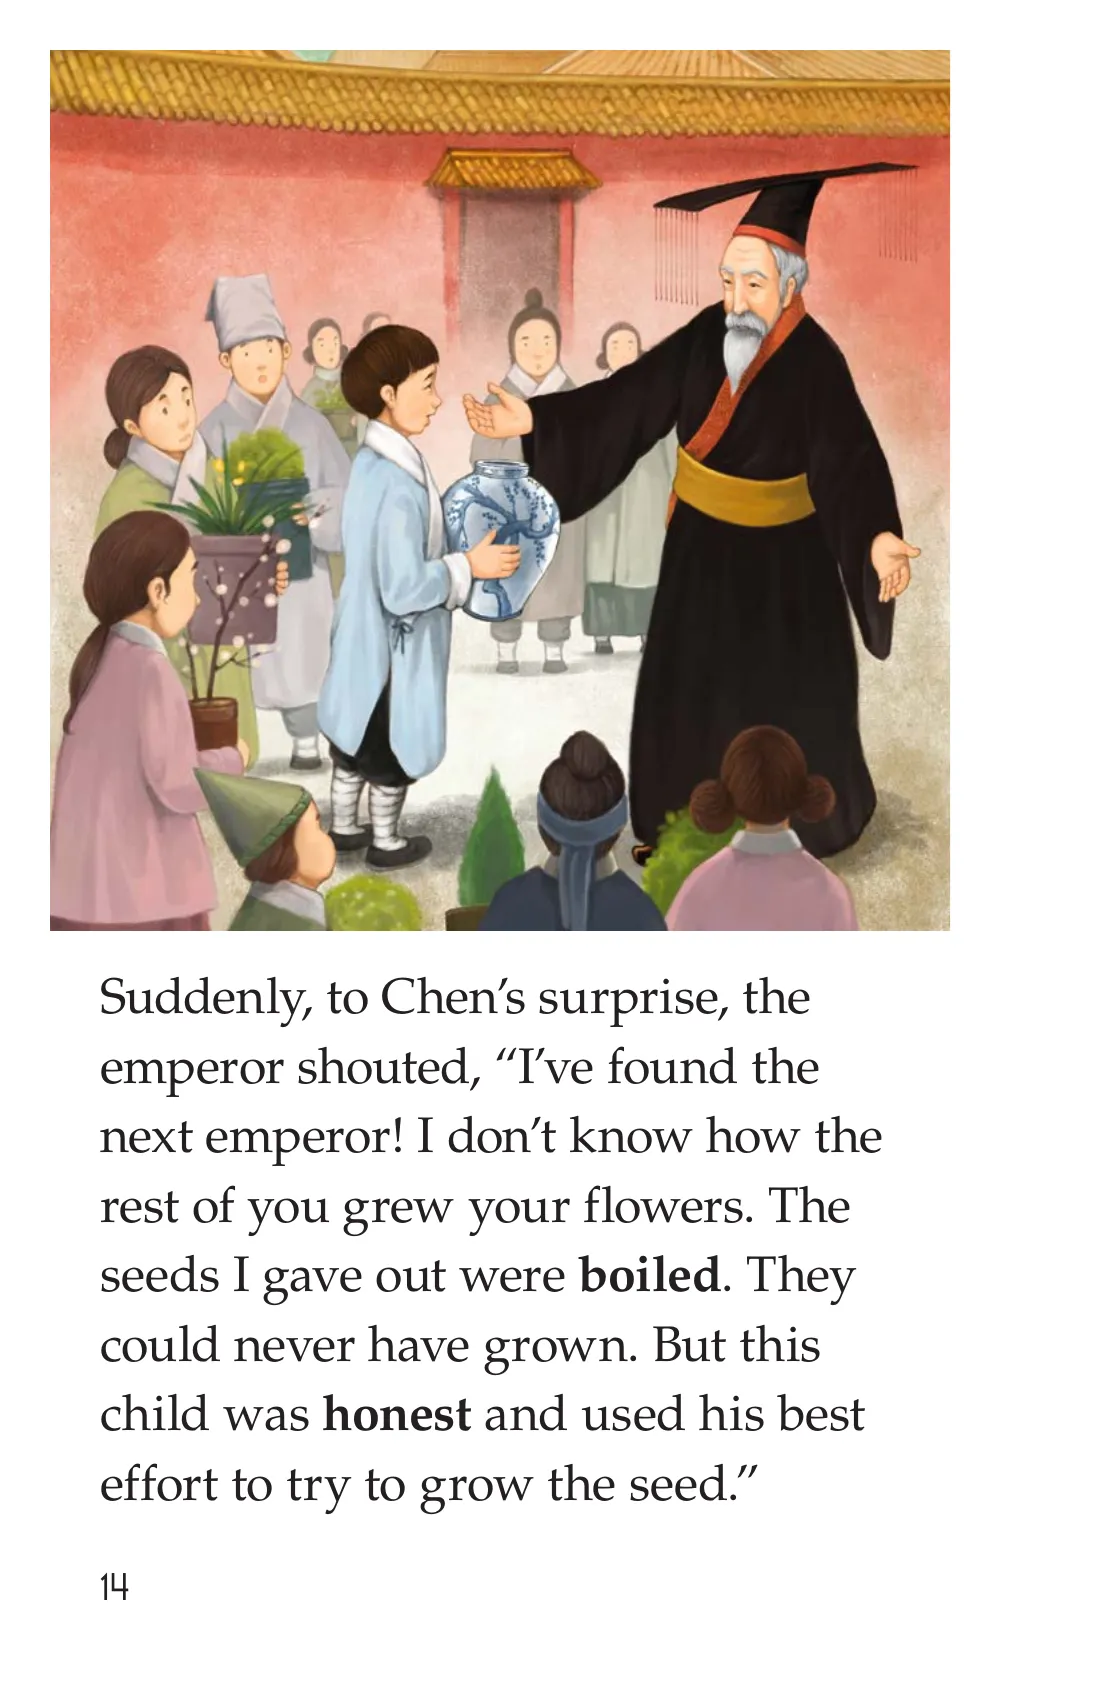 Suddenly, to Chen’s surprise, the
emperor shouted, “I’ve found the
next emperor! I don’t know how the
rest of you grew your flowers. The
seeds I gave out were boiled. They
could never have grown. But this
child was honest and used his best
effort to try to grow the seed.”
14